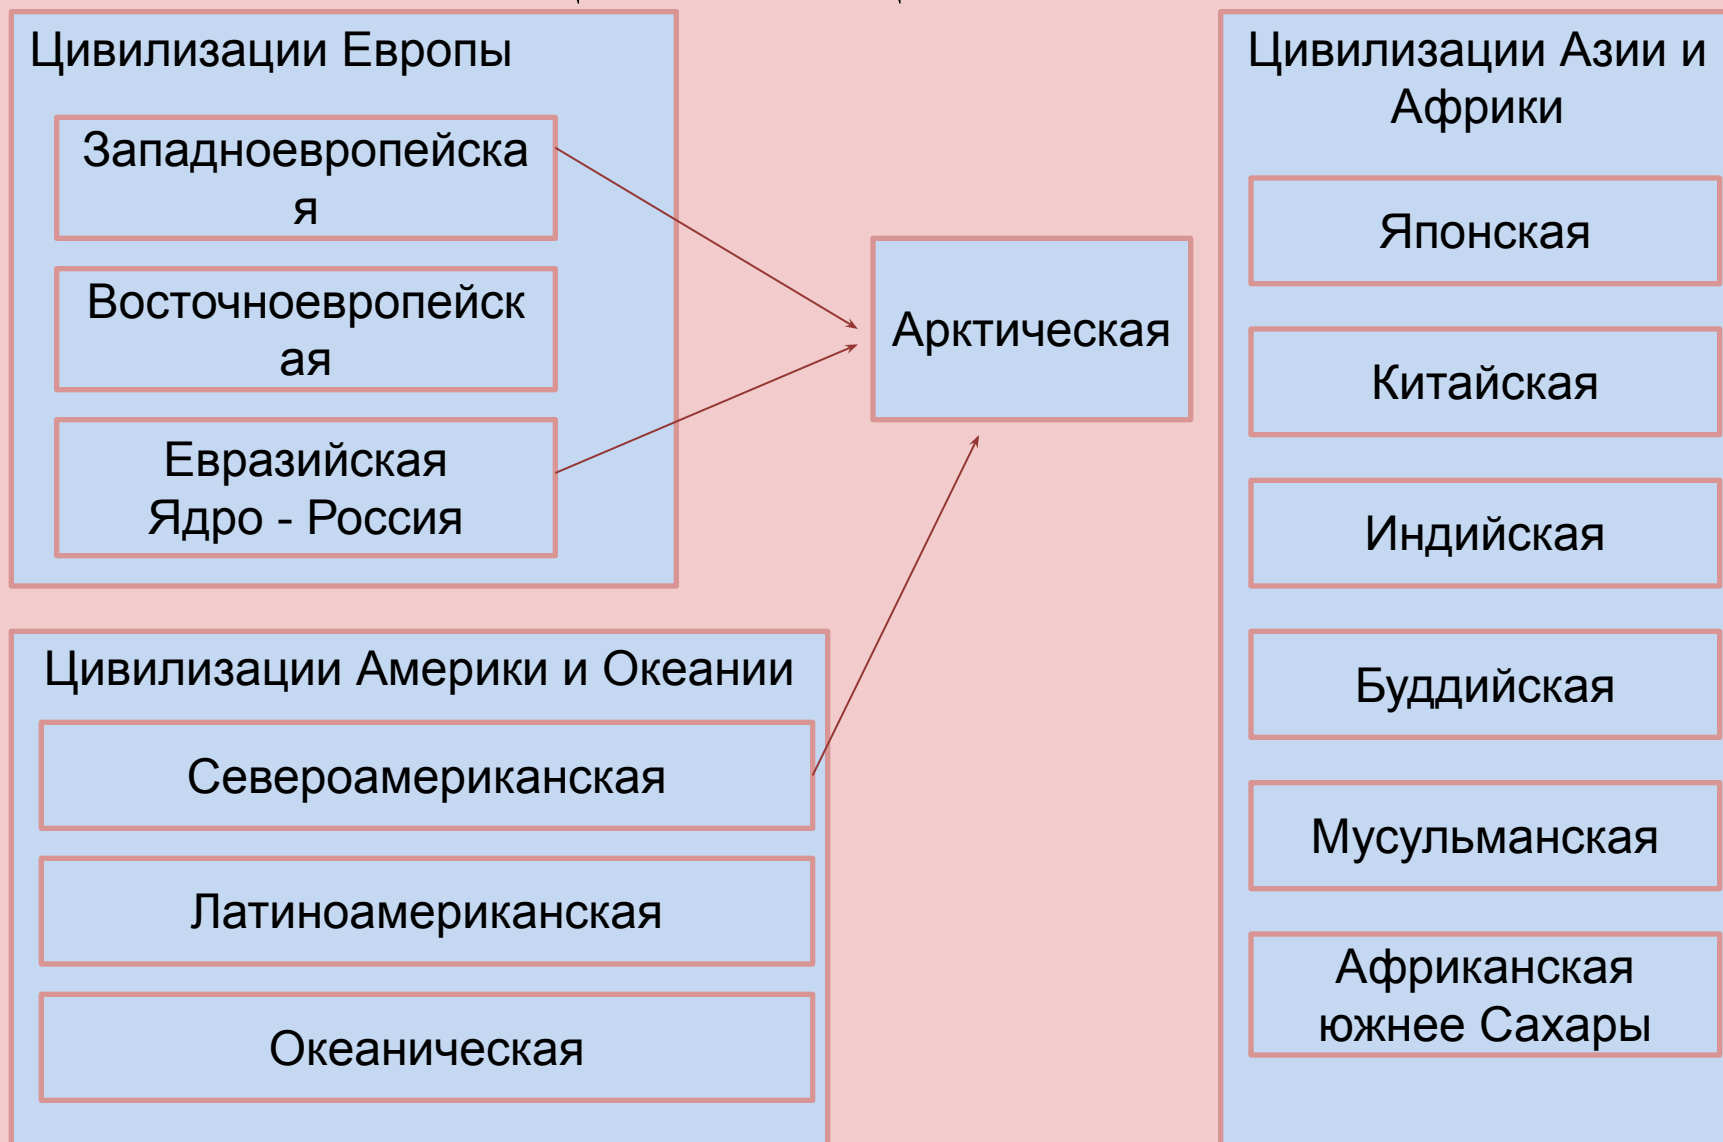 Цивилизации Европы
Западноевропейска
я
Восточноевропейск
ая
Евразийская
Ядро - Россия
Арктическая
Цивилизации Америки и Океании
Североамериканская
Латиноамериканская
Океаническая
Цивилизации Азии и
Африки
Японская
Китайская
Индийская
Буддийская
Мусульманская
Африканская
южнее Сахары